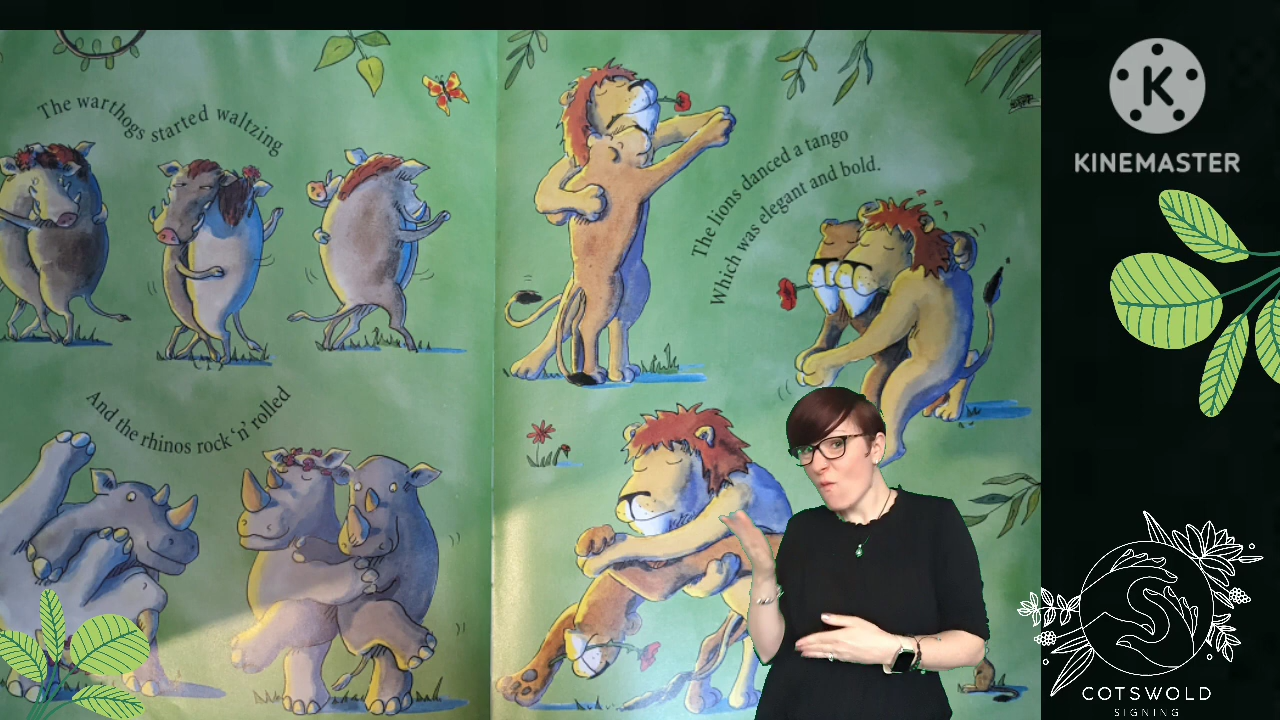 The warthogs started waltzing
And the rhinos rock 'n' rolled
The lions danced a tango
Which was elegant and bold.
K
KINEMASTER
COTSWOLD
SIGNING